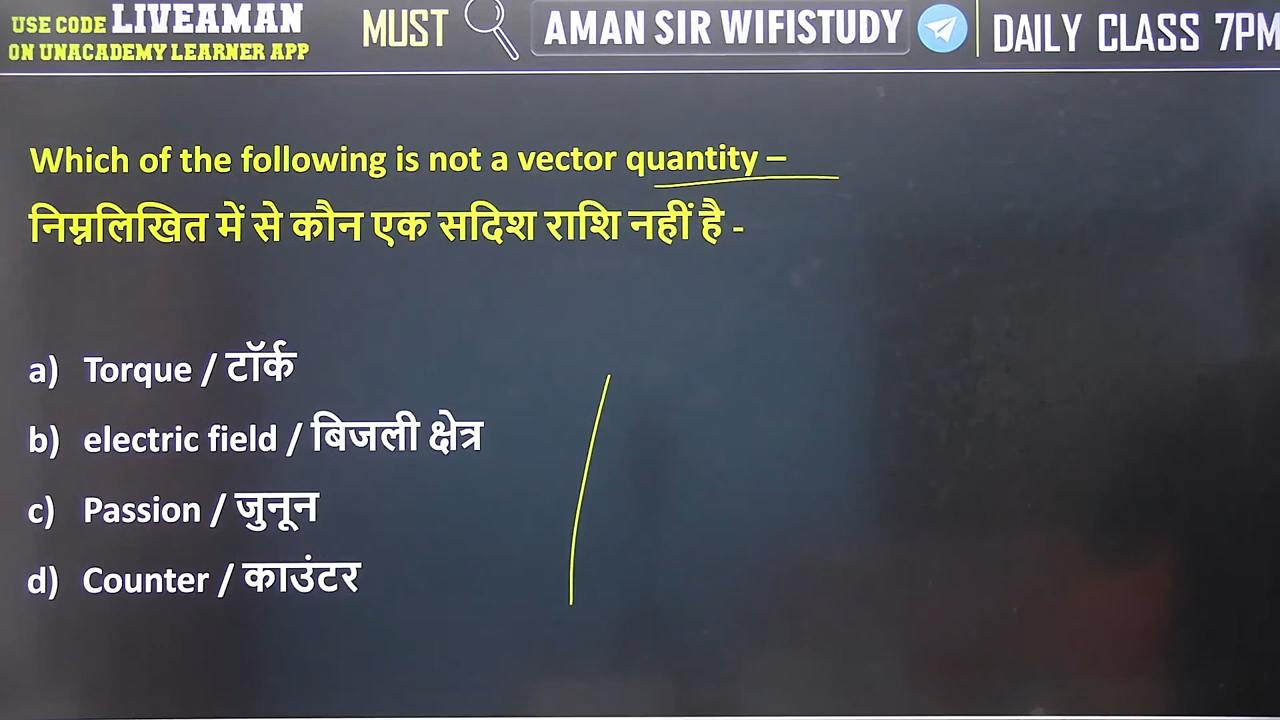 USE CODE LIVEAMAN
ON UNACADEMY LEARNER APP
MUST
AMAN SIR WIFISTUDY
DAILY CLASS 7PM
Which of the following is not a vector quantity –
निम्नलिखित में से कौन एक सदिश राशि नहीं है -
a) Torque / टॉर्क
b) electric field / बिजली क्षेत्र
c) Passion / जुनून
d) Counter / काउंटर